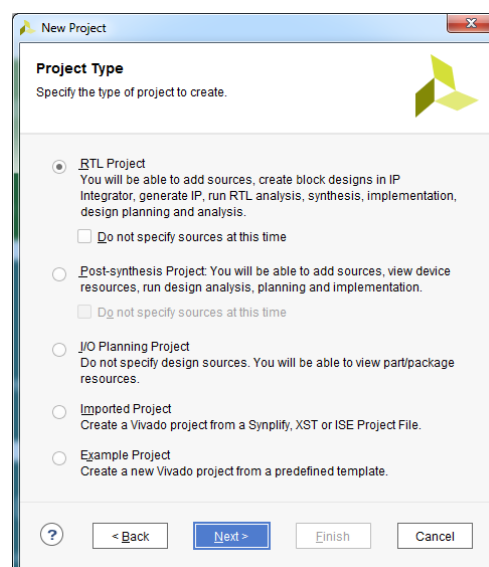 New Project
Project Type
Specify the type of project to create.
RTL Project
You will be able to add sources, create block designs in IP
Integrator, generate IP, run RTL analysis, synthesis, implementation,
design planning and analysis.
Do not specify sources at this time
Post-synthesis Project: You will be able to add sources, view device
resources, run design analysis, planning and implementation.
Do not specify sources at this time
I/O Planning Project
Do not specify design sources. You will be able to view part/package
resources.
Imported Project
Create a Vivado project from a Synplify, XST or ISE Project File.
Example Project
Create a new Vivado project from a predefined template.
? < Back Next > Finish Cancel